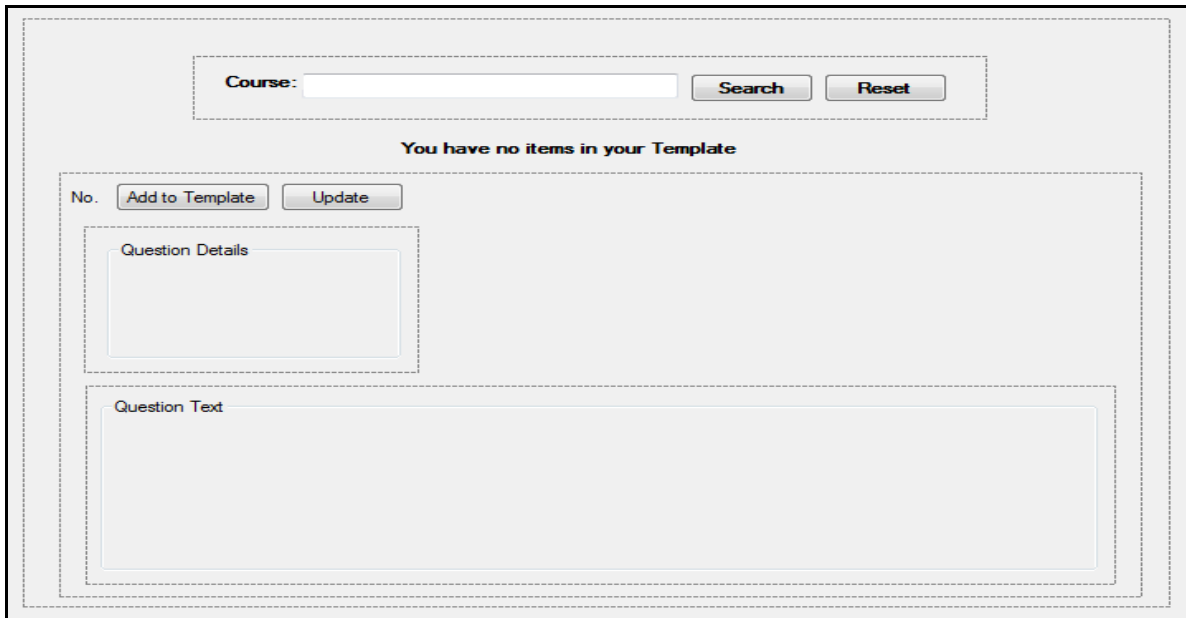 Course: Search Reset
You have no items in your Template
No. Add to Template Update
Question Details
Question Text